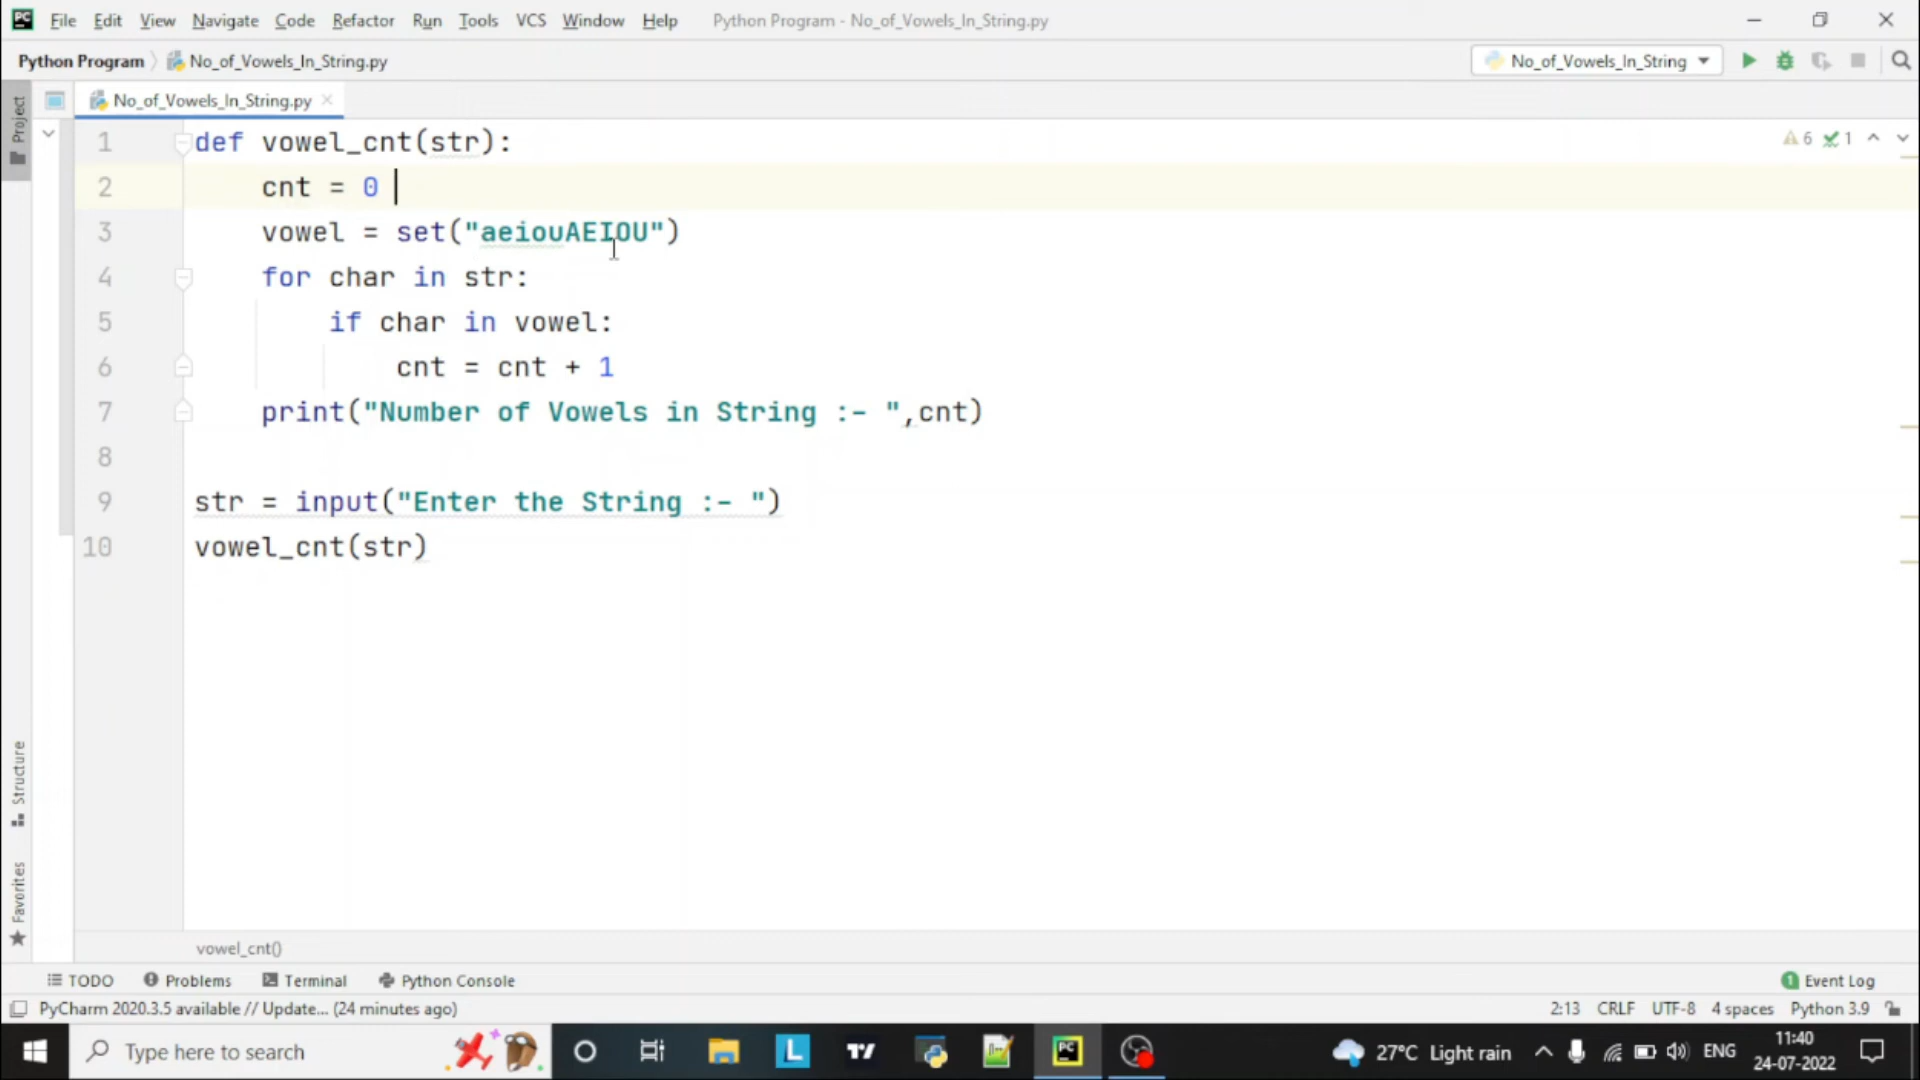 File Edit View Navigate Code Refactor Run Tools VCS Window Help Python Program - No_of_Vowels_In_String.py
Python Program No_of_Vowels_In_String.py No_of_Vowels_In_String
Project
No_of_Vowels_In_String.py
1 def vowel_cnt(str): 6 1
2 cnt = 0
3 vowel = set("aeiouAEIOU")
4 for char in str:
5 if char in vowel:
6 cnt = cnt + 1
7 print("Number of Vowels in String :- ",cnt)
8
9 str = input("Enter the String :- ")
10 vowel_cnt(str)
Structure
Favorites
vowel_cnt()
TODO Problems Terminal Python Console 1 Event Log
PyCharm 2020.3.5 available // Update... (24 minutes ago) 2:13 CRLF UTF-8 4 spaces Python 3.9
Type here to search L PC 27°C Light rain ENG 11:40
24-07-2022